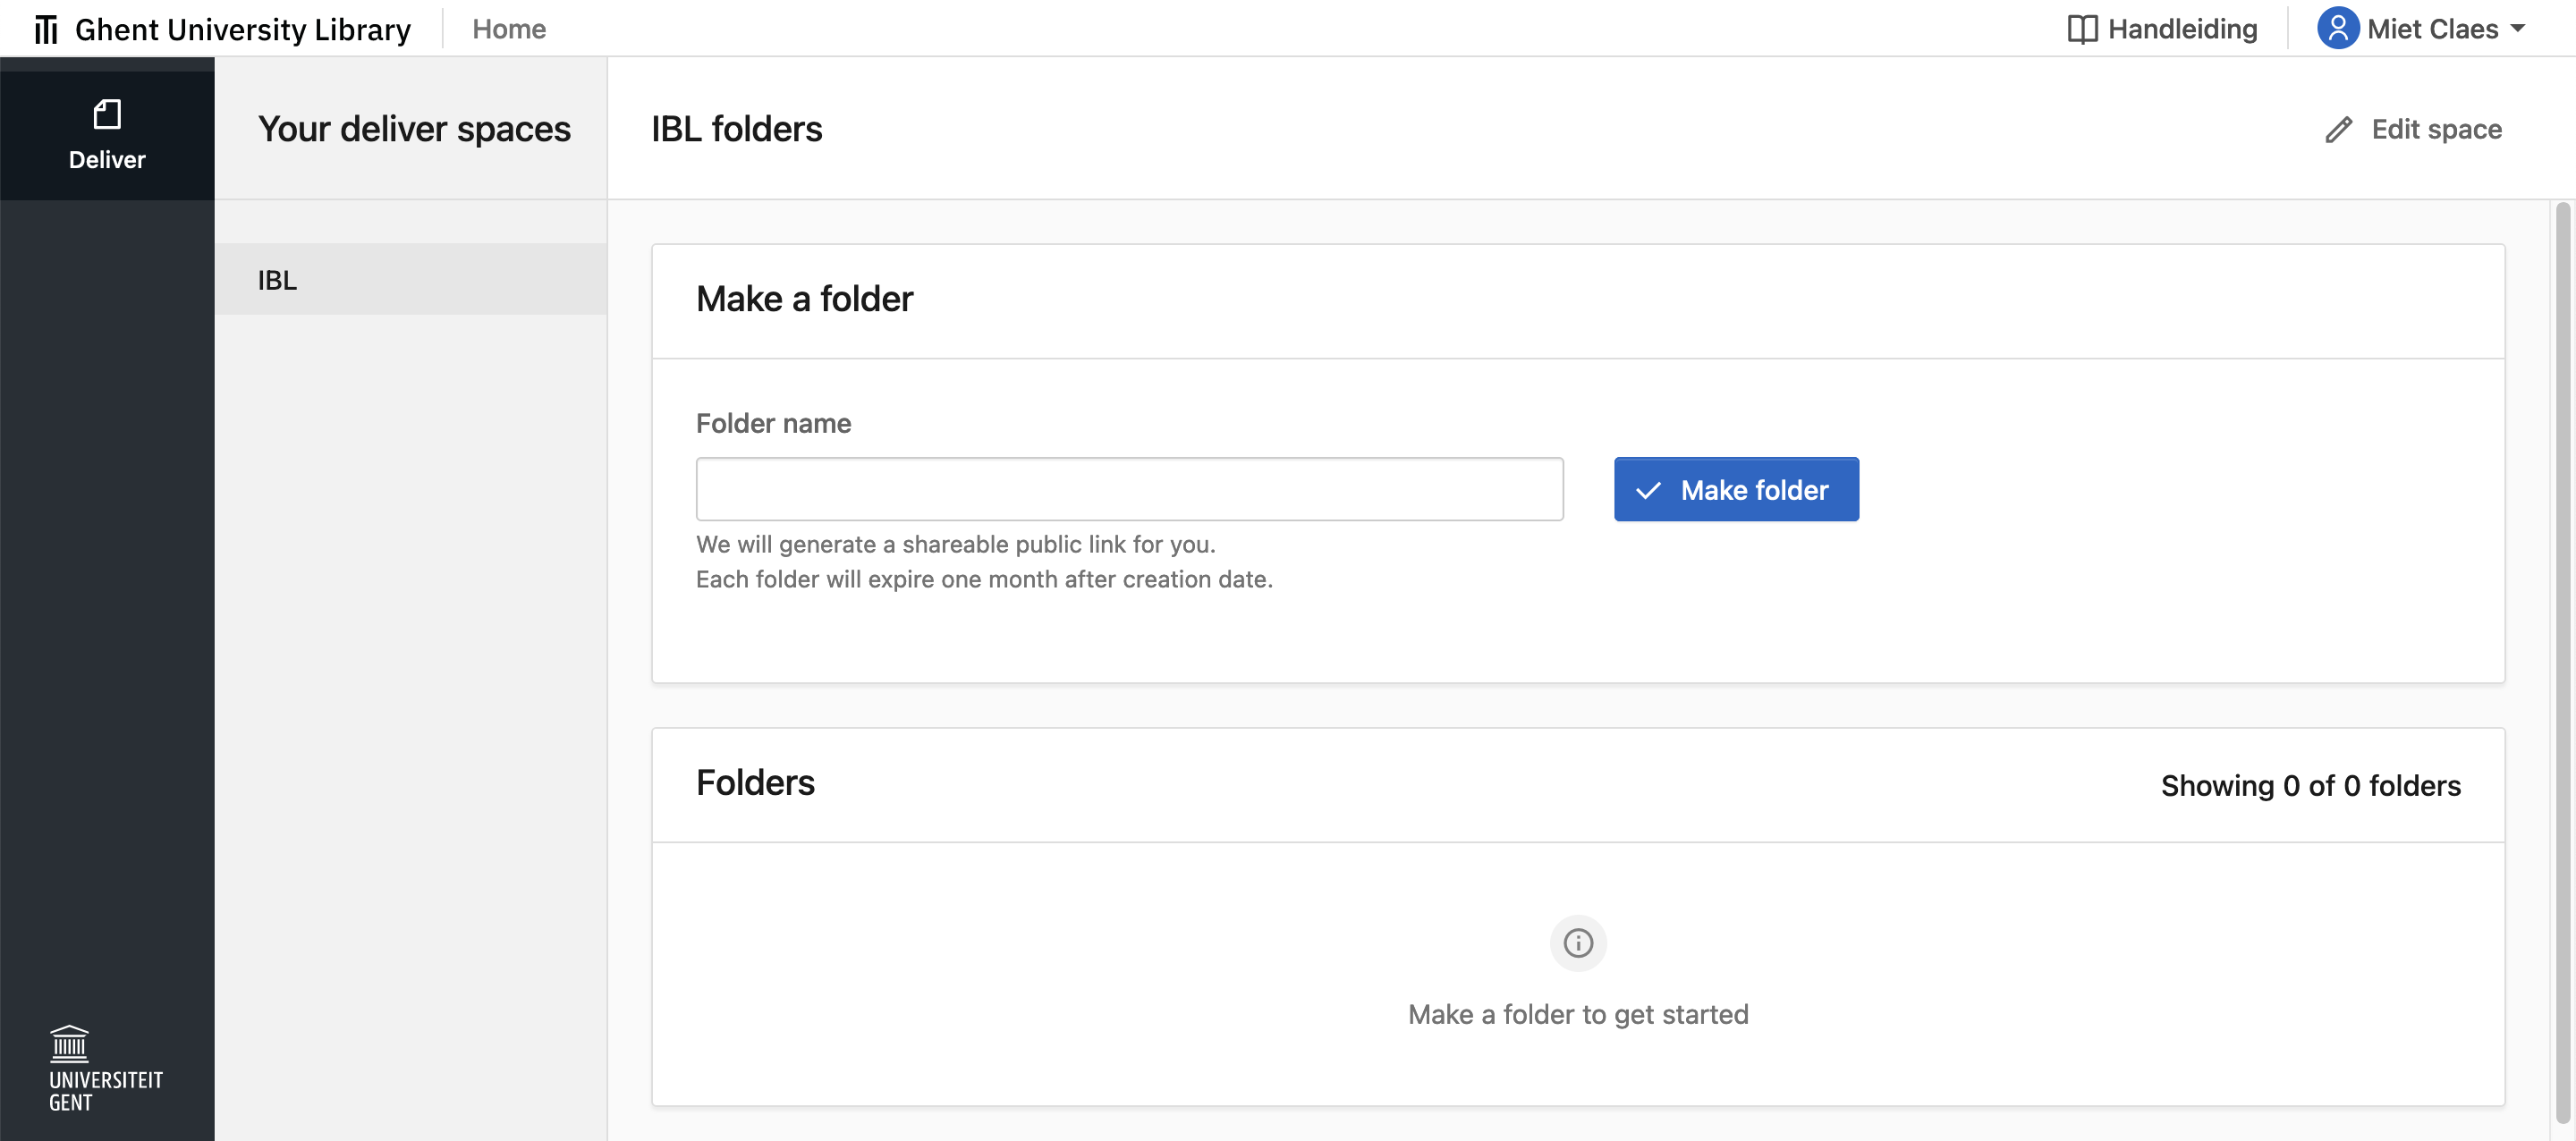 Ghent University Library
Home
Handleiding
Miet Claes
Deliver
Your deliver spaces
IBL folders
Edit space
IBL
Make a folder
Folder name
Make folder
We will generate a shareable public link for you.
Each folder will expire one month after creation date.
Folders
Showing 0 of 0 folders
Make a folder to get started
UNIVERSITEIT
GENT